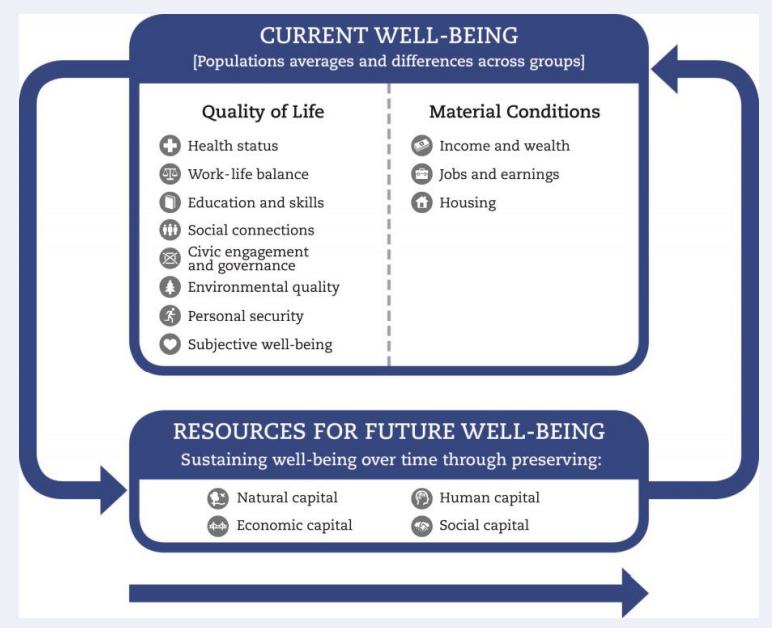 CURRENT WELL-BEING
[Populations averages and differences across groups]
Quality of Life
Health status
Work-life balance
Education and skills
Social connections
Civic engagement
and governance
Environmental quality
Personal security
Subjective well-being
Material Conditions
Income and wealth
Jobs and earnings
Housing
RESOURCES FOR FUTURE WELL-BEING
Sustaining well-being over time through preserving:
Natural capital
Human capital
Economic capital
Social capital